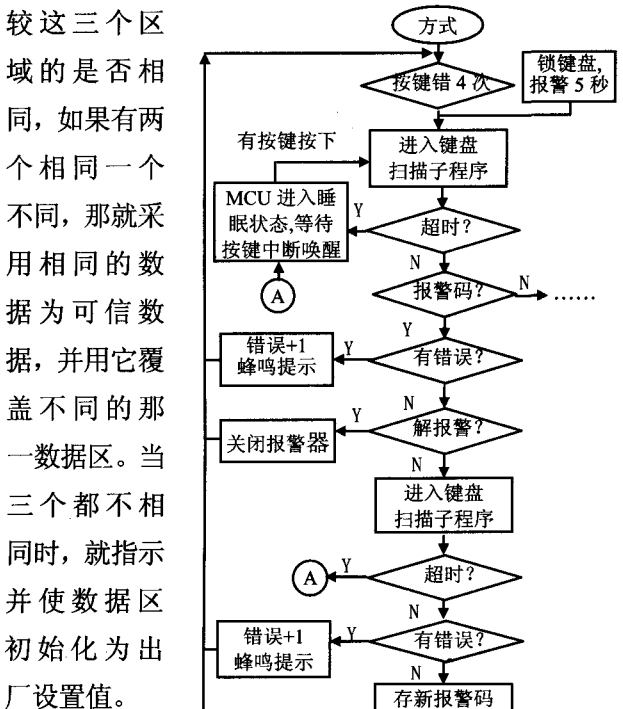 较这三个区
域的是否相
同，如果有两
个相同一个
不同，那就采
用相同的数
据为可信数
据，并用它覆
盖不同的那
一数据区。当
三个都不相
同时，就指示
并使数据区
初始化为出
厂设置值。
方式
按键错4次
锁键盘，
报警5秒
有按键按下
进入键盘
扫描子程序
MCU进入睡
眠状态,等待
按键中断唤醒
Y
超时？
A
N
报警码？
N
……
Y
错误+1
蜂鸣提示
Y
有错误？
N
关闭报警器
Y
解报警？
N
进入键盘
扫描子程序
A
Y
超时？
N
错误+1
蜂鸣提示
Y
有错误？
N
存新报警码